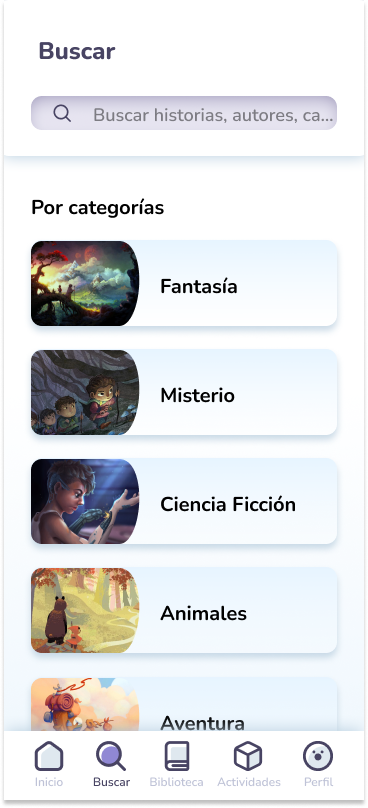 Buscar
Buscar historias, autores, ca...
Por categorías
Fantasía
Misterio
Ciencia Ficción
Animales
Aventura
Inicio Buscar Biblioteca Actividades Perfil